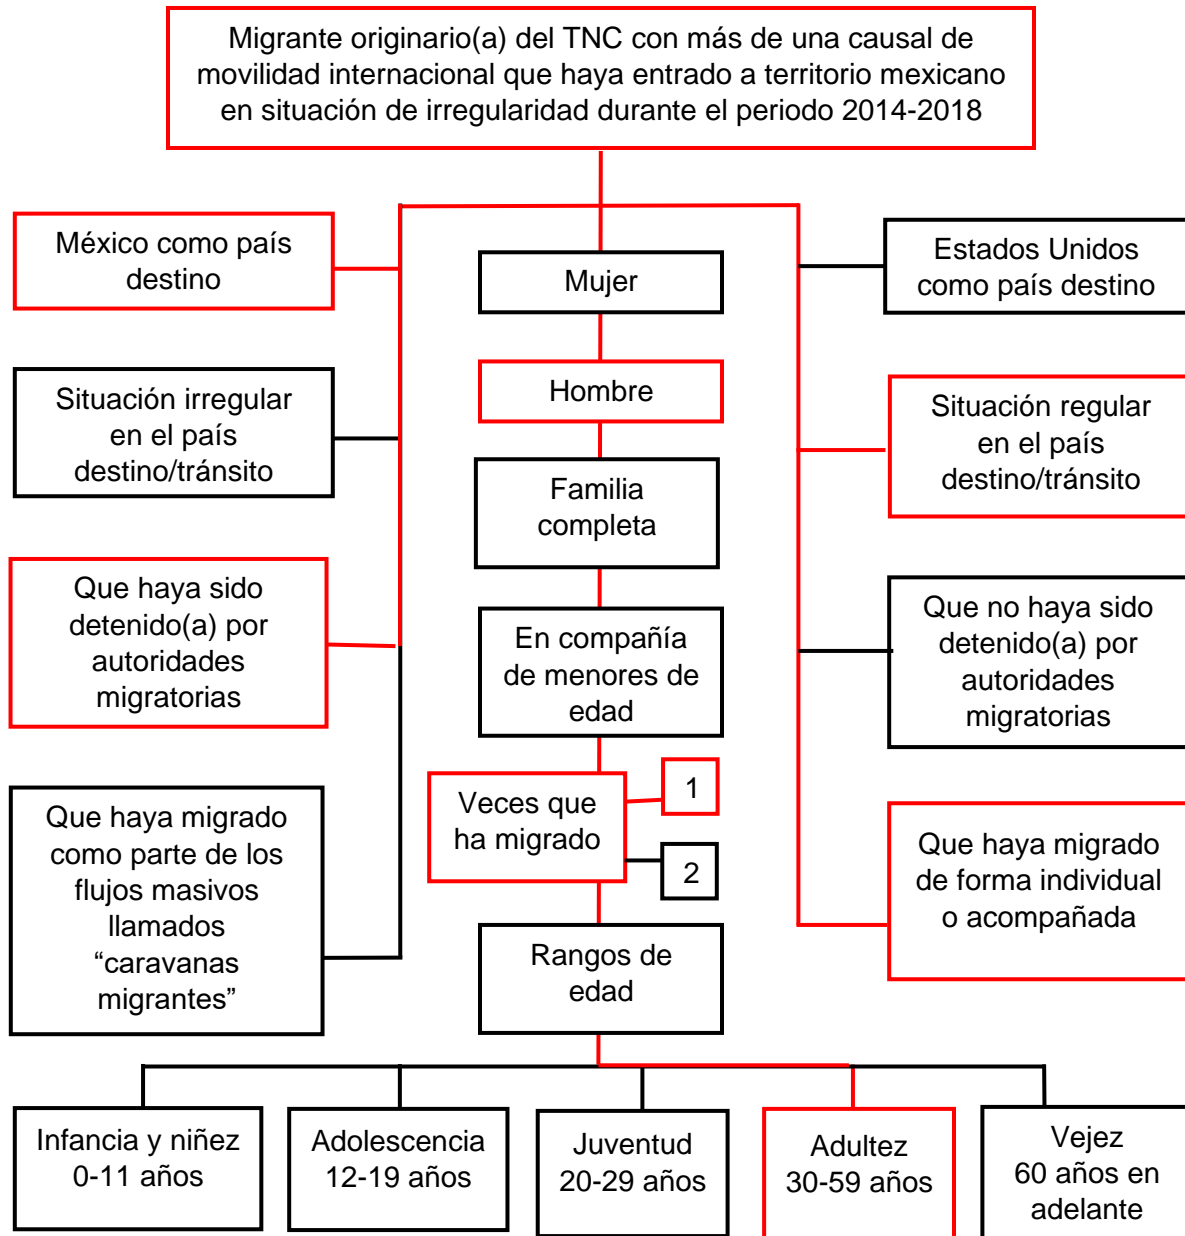 Migrante originario(a) del TNC con más de una causal de
movilidad internacional que haya entrado a territorio mexicano
en situación de irregularidad durante el periodo 2014-2018
México como país
destino
Mujer
Estados Unidos
como país destino
Situación irregular
en el país
destino/tránsito
Hombre
Situación regular
en el país
destino/tránsito
Familia
completa
Que haya sido
detenido(a) por
autoridades
migratorias
En compañía
de menores de
edad
Que no haya sido
detenido(a) por
autoridades
migratorias
Que haya migrado
como parte de los
flujos masivos
llamados
“caravanas
migrantes”
Veces que
ha migrado
1
2
Que haya migrado
de forma individual
o acompañada
Rangos de
edad
Infancia y niñez
0-11 años
Adolescencia
12-19 años
Juventud
20-29 años
Adultez
30-59 años
Vejez
60 años en
adelante